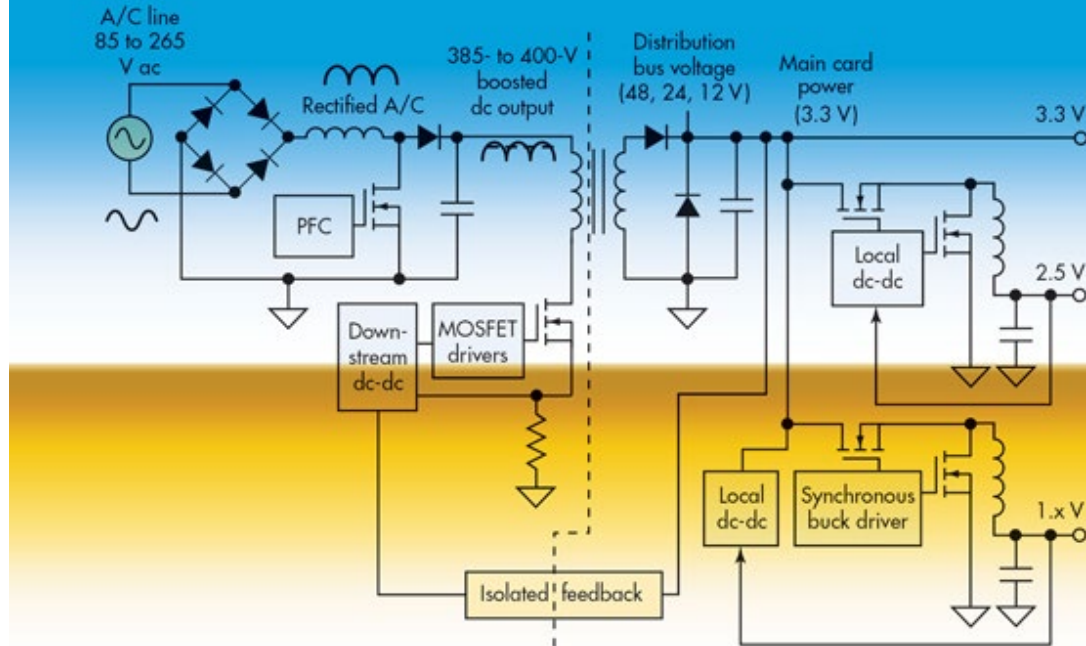 A/C line
85 to 265
V ac
Rectified A/C
385- to 400-V
boosted
dc output
Distribution
bus voltage
(48, 24, 12 V)
Main card
power
(3.3 V)
3.3 V
PFC
Local
dc-dc
2.5 V
Down-
stream
dc-dc
MOSFET
drivers
Local
dc-dc
Synchronous
buck driver
1.x V
Isolated feedback